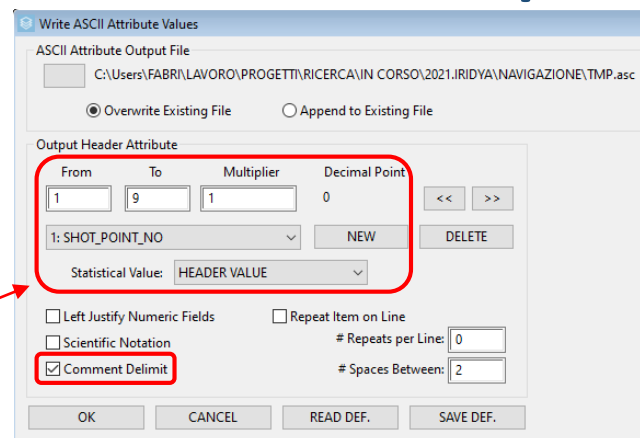 Write ASCII Attribute Values
ASCII Attribute Output File
C:\Users\FABRI\LAVORO\PROGETTI\RICERCA\IN CORSO\2021.IRIDYA\NAVIGAZIONE\TMP.asc
Overwrite Existing File Append to Existing File
Output Header Attribute
From To Multiplier Decimal Point
1 9 1 0 << >>
1: SHOT_POINT_NO NEW DELETE
Statistical Value: HEADER VALUE
Left Justify Numeric Fields Repeat Item on Line
Scientific Notation # Repeats per Line: 0
Comment Delimit # Spaces Between: 2
OK CANCEL READ DEF. SAVE DEF.